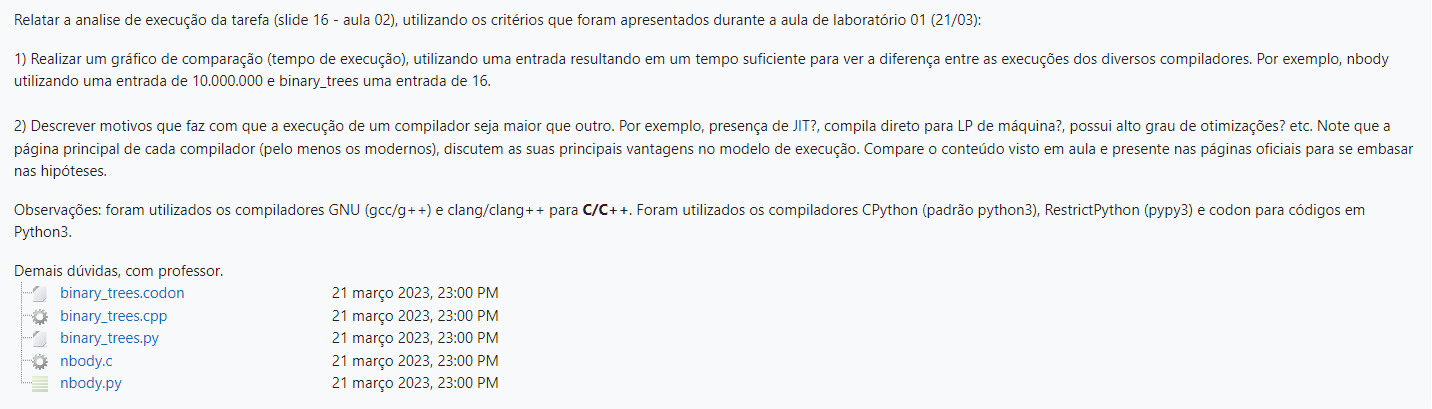 Relatar a analise de execução da tarefa (slide 16 - aula 02), utilizando os critérios que foram apresentados durante a aula de laboratório 01 (21/03):
1) Realizar um gráfico de comparação (tempo de execução), utilizando uma entrada resultando em um tempo suficiente para ver a diferença entre as execuções dos diversos compiladores. Por exemplo, nbody
utilizando uma entrada de 10.000.000 e binary_trees uma entrada de 16.
2) Descrever motivos que faz com que a execução de um compilador seja maior que outro. Por exemplo, presença de JIT?, compila direto para LP de máquina?, possui alto grau de otimizações? etc. Note que a
página principal de cada compilador (pelo menos os modernos), discutem as suas principais vantagens no modelo de execução. Compare o conteúdo visto em aula e presente nas páginas oficiais para se embasar
nas hipóteses.
Observações: foram utilizados os compiladores GNU (gcc/g++) e clang/clang++ para C/C++. Foram utilizados os compiladores CPython (padrão python3), RestrictPython (pypy3) e codon para códigos em
Python3.
Demais dúvidas, com professor.
binary_trees.codon 21 março 2023, 23:00 PM
binary_trees.cpp 21 março 2023, 23:00 PM
binary_trees.py 21 março 2023, 23:00 PM
nbody.c 21 março 2023, 23:00 PM
nbody.py 21 março 2023, 23:00 PM